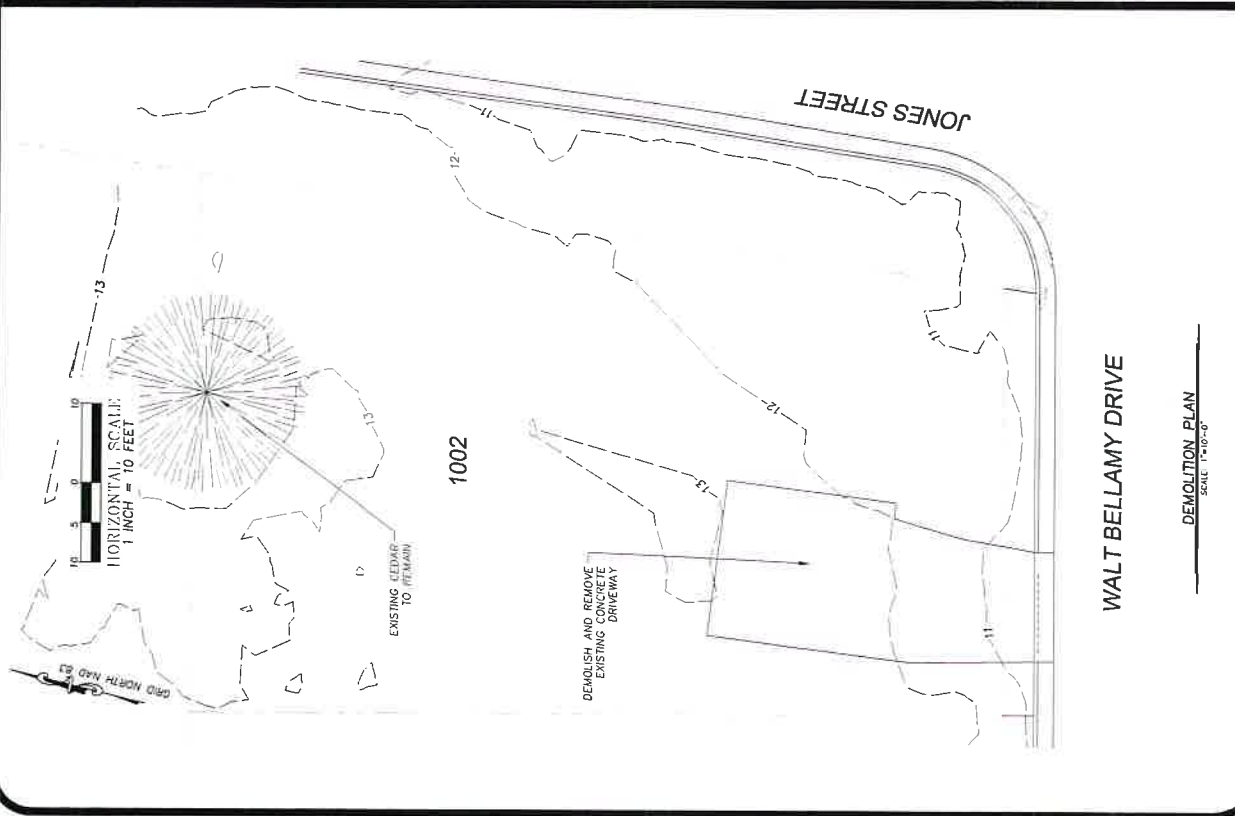 JONES STREET
11
12
13
10 5 0 10
HORIZONTAL SCALE
1 INCH = 10 FEET
13
1002
EXISTING CEDAR
TO REMAIN
12
13
11
DEMOLISH AND REMOVE
EXISTING CONCRETE
DRIVEWAY
11
GRID NORTH NAD 83
WALT BELLAMY DRIVE
DEMOLITION PLAN
SCALE: 1"=10'-0"